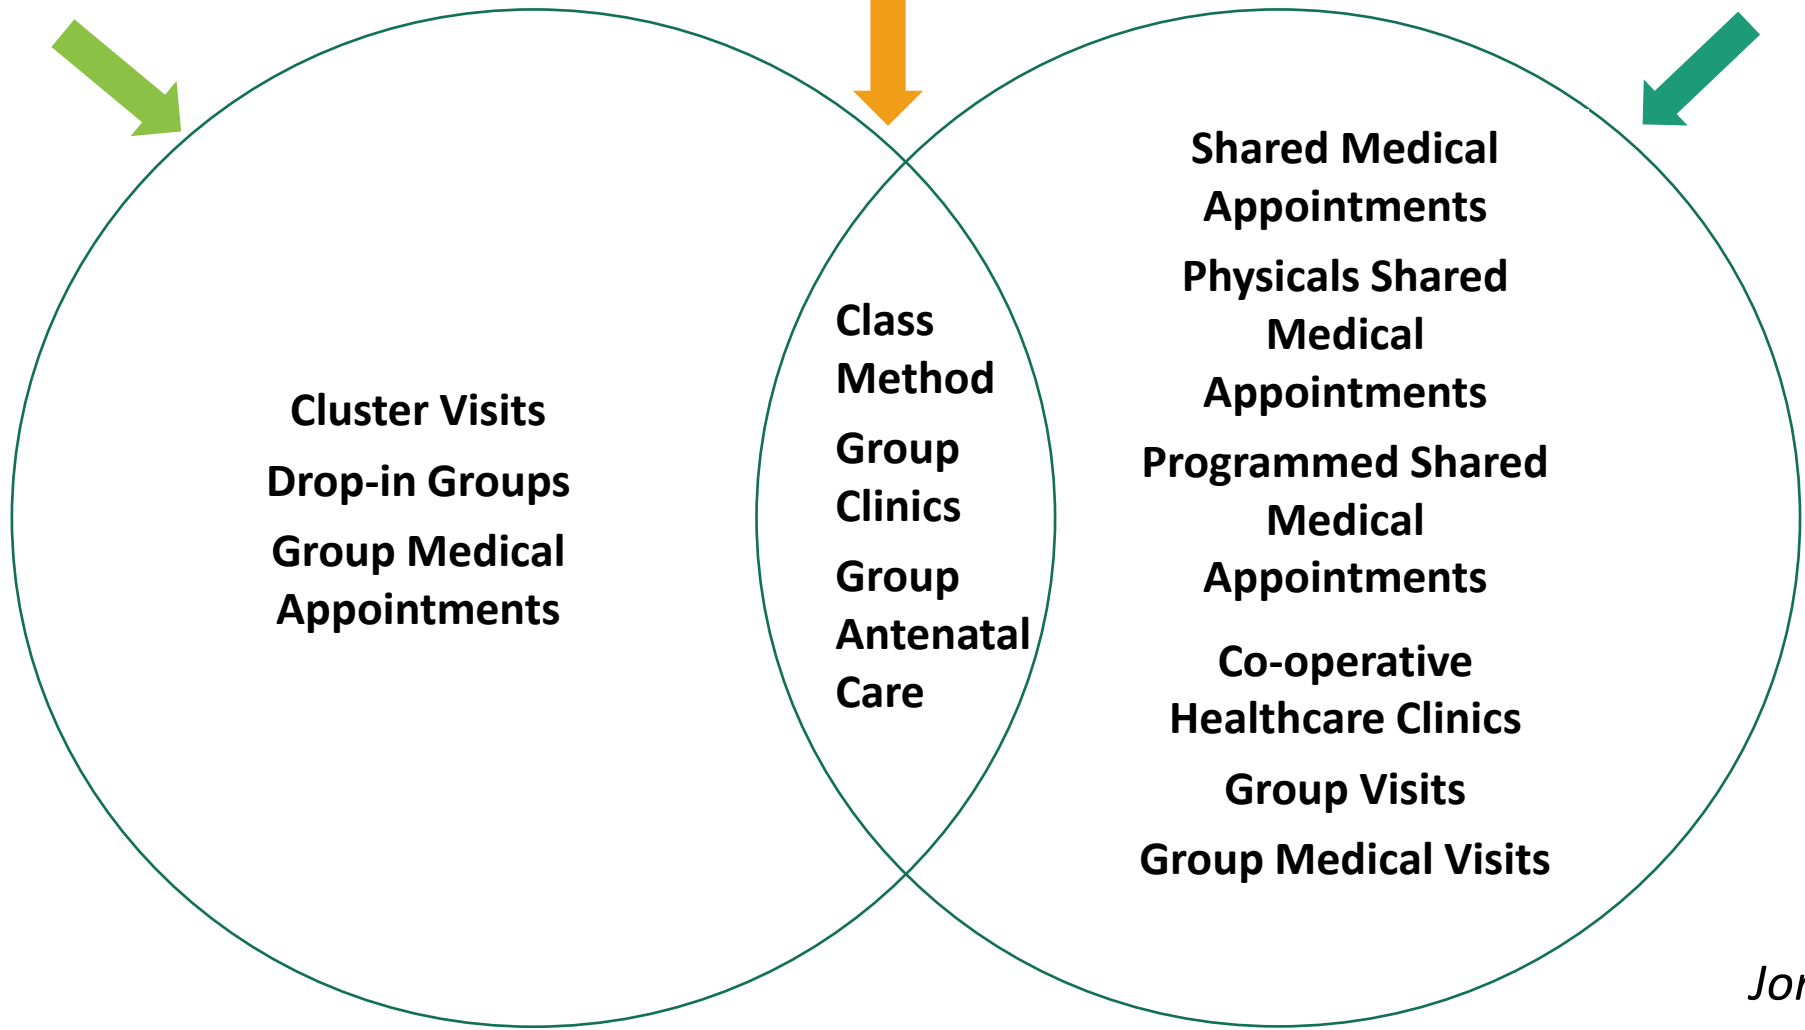 Cluster Visits
Drop-in Groups
Group Medical
Appointments
Class
Method
Group
Clinics
Group
Antenatal
Care
Shared Medical
Appointments
Physicals Shared
Medical
Appointments
Programmed Shared
Medical
Appointments
Co-operative
Healthcare Clinics
Group Visits
Group Medical Visits